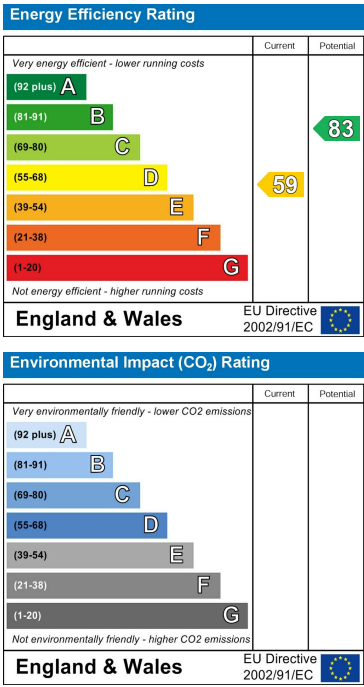 Energy Efficiency Rating
Current Potential
Very energy efficient - lower running costs
(92 plus) A
(81-91) B
83
(69-80) C
(55-68) D
59
(39-54) E
(21-38) F
(1-20) G
Not energy efficient - higher running costs
England & Wales
EU Directive
2002/91/EC
Environmental Impact (CO₂) Rating
Current Potential
Very environmentally friendly - lower CO2 emissions
(92 plus) A
(81-91) B
(69-80) C
(55-68) D
(39-54) E
(21-38) F
(1-20) G
Not environmentally friendly - higher CO2 emissions
England & Wales
EU Directive
2002/91/EC